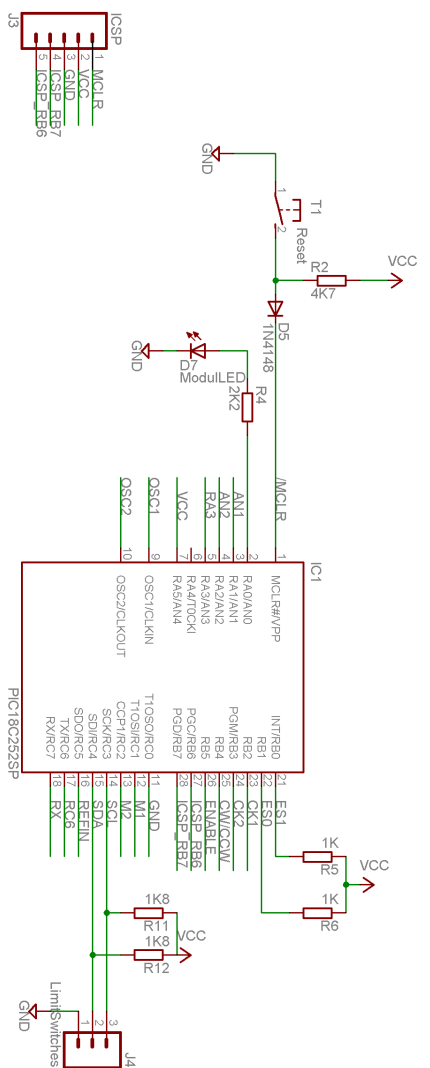 ICSP
J3
1
2
3
4
5
MCLR
VCC
GND
ICSP_RB7
ICSP_RB6
GND
T1
Reset
1
2
VCC
R2
4K7
D5
1N4148
GND
D7
ModulLED
R4
2K2
/MCLR
AN1
AN2
RA3
VCC
OSC1
OSC2
IC1
PIC18C252SP
1 MCLR#/VPP
2 RA0/AN0
3 RA1/AN1
4 RA2/AN2
5 RA3/AN3
6 RA4/T0CKI
7 RA5/AN4
9 OSC1/CLKIN
10 OSC2/CLKOUT
INT/RB0 21 ES1
RB1 22 ES0
RB2 23 CK1
PGM/RB3 24 CK2
RB4 25 CW/CCW
RB5 26 ENABLE
PGC/RB6 27 ICSP_RB6
PGD/RB7 28 ICSP_RB7
T1OSO/RC0 11 GND
T1OSI/RC1 12 M1
CCP1/RC2 13 M2
SCK/RC3 14 SCL
SDI/RC4 15 SDA
SDO/RC5 16 REFIN
TX/RC6 17 RC6
RX/RC7 18 RX
1K
R5
VCC
1K
R6
1K8
R11
VCC
1K8
R12
LimitSwitches
GND
1
2
3
J4